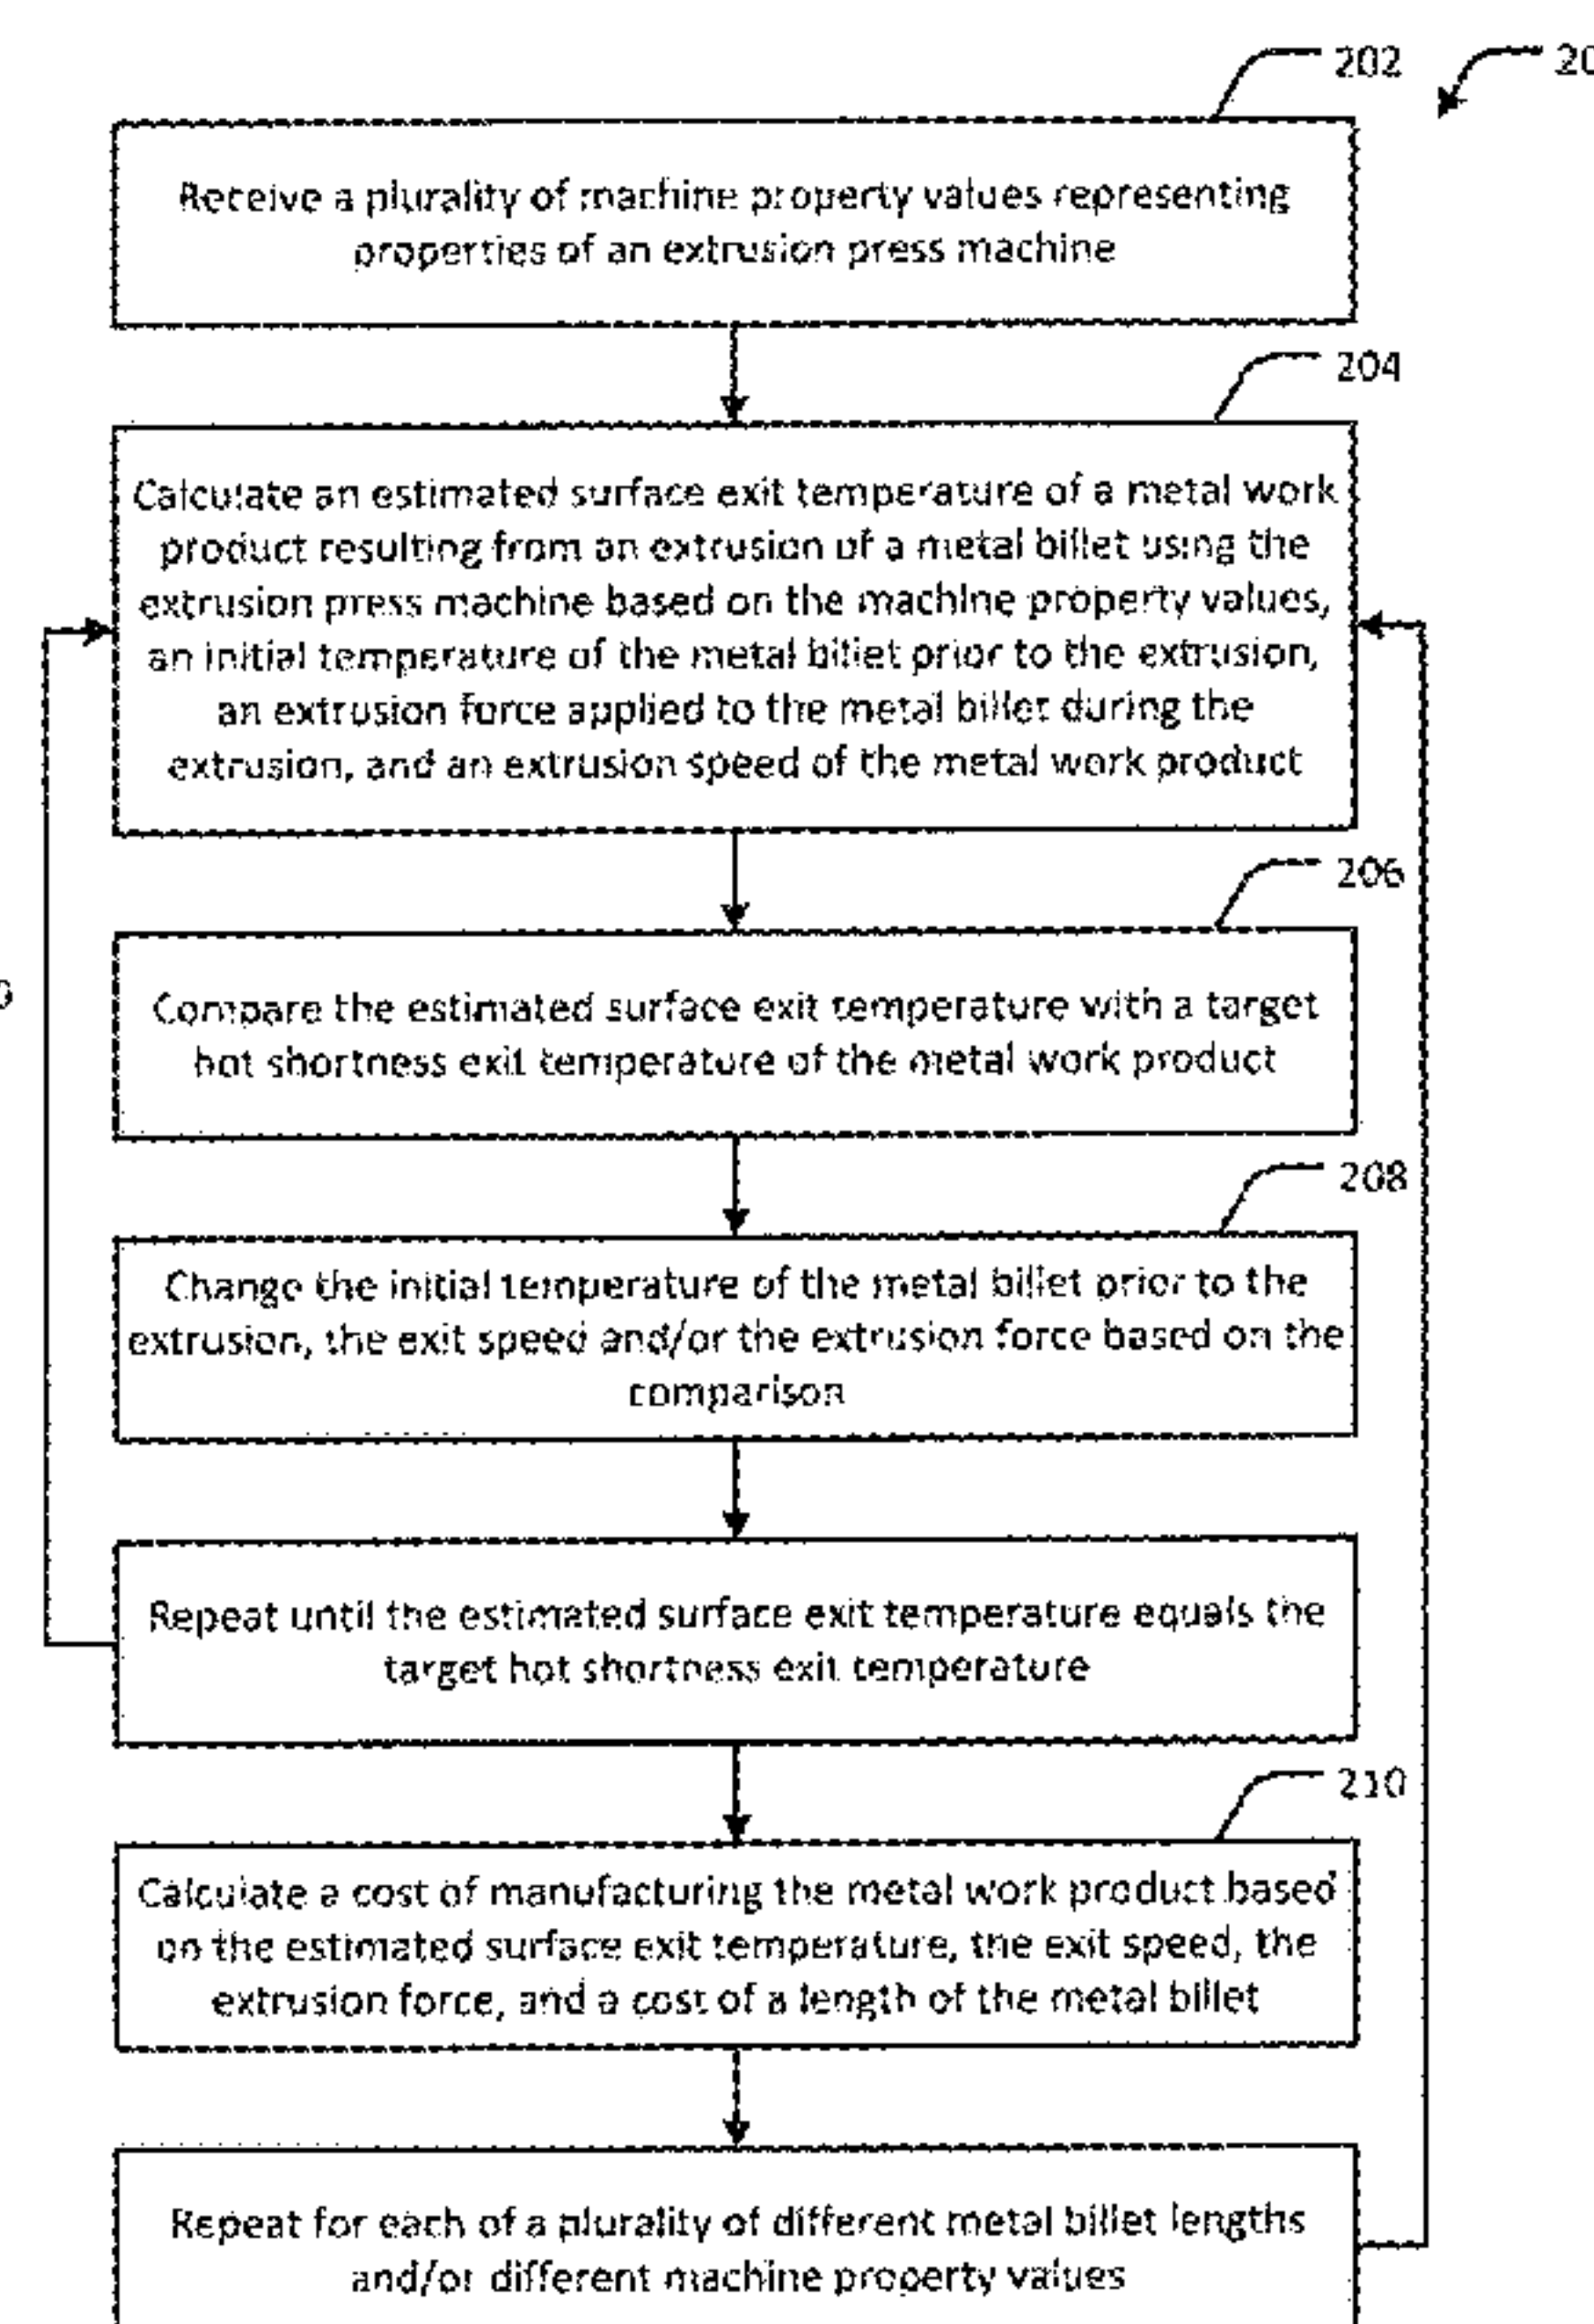 202
204
Receive a plurality of machine property values representing
properties of an extrusion press machine
Calculate an estimated surface exit temperature of a metal work
product resulting from an extrusion of a metal billet using the
extrusion press machine based on the machine property values,
an initial temperature of the metal billet prior to the extrusion,
an extrusion force applied to the metal billet during the
extrusion, and an extrusion speed of the metal work product
206
Compare the estimated surface exit temperature with a target
hot shortness exit temperature of the metal work product
208
Change the initial temperature of the metal billet prior to the
extrusion, the exit speed and/or the extrusion force based on the
comparison
Repeat until the estimated surface exit temperature equals the
target hot shortness exit temperature
210
Calculate a cost of manufacturing the metal work product based
on the estimated surface exit temperature, the exit speed, the
extrusion force, and a cost of a length of the metal billet
Repeat for each of a plurality of different metal billet lengths
and/or different machine property values